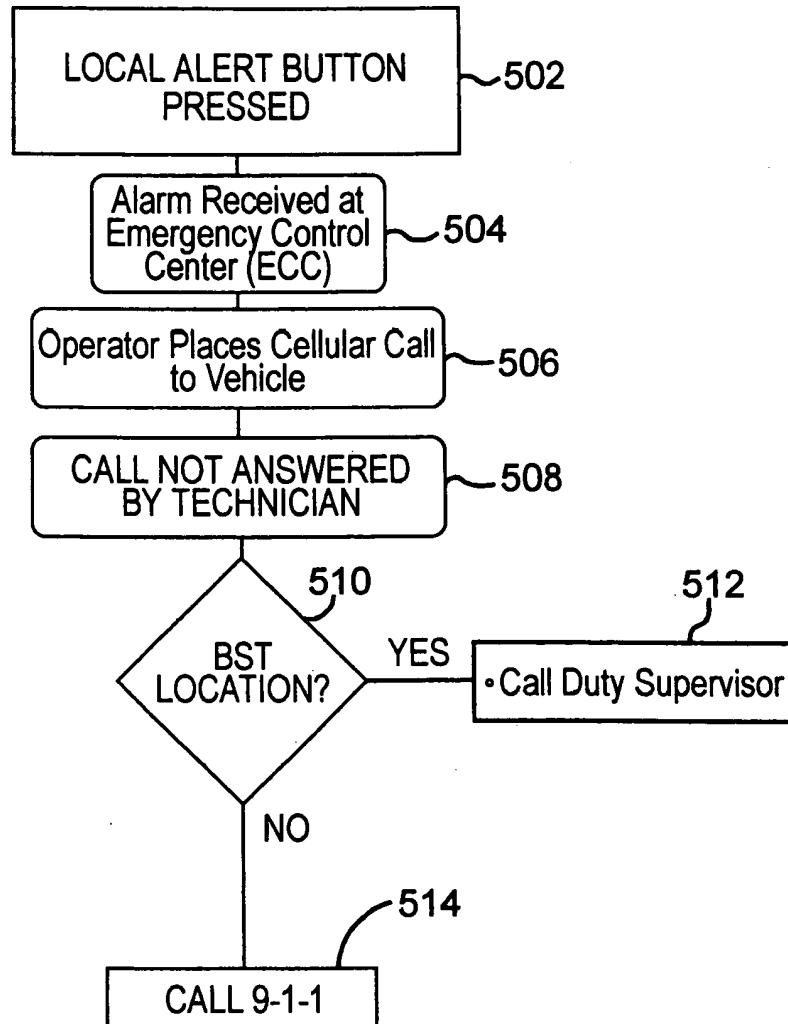 LOCAL ALERT BUTTON
PRESSED
502
Alarm Received at
Emergency Control
Center (ECC)
504
Operator Places Cellular Call
to Vehicle
506
CALL NOT ANSWERED
BY TECHNICIAN
508
510
BST
LOCATION?
YES
512
•Call Duty Supervisor
NO
514
CALL 9-1-1